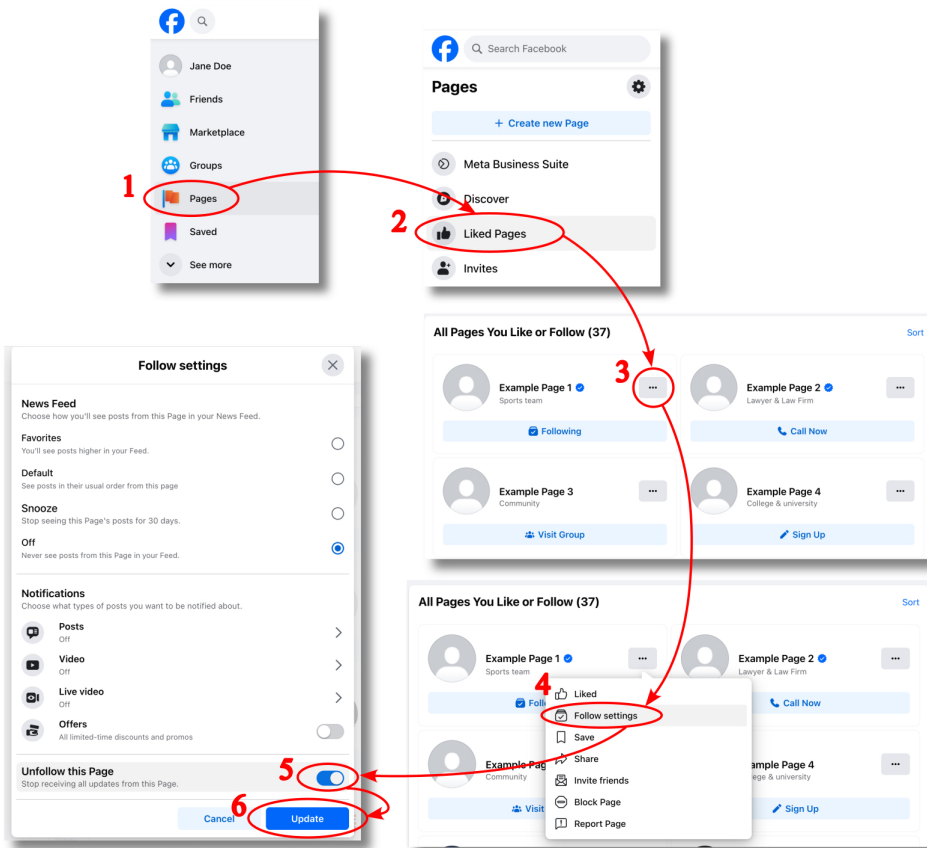 1
Jane Doe
Friends
Marketplace
Groups
Pages
Saved
See more
2
Search Facebook
Pages
+ Create new Page
Meta Business Suite
Discover
Liked Pages
Invites
3
All Pages You Like or Follow (37)
Sort
Example Page 1
Sports team
Following
Example Page 2
Lawyer & Law Firm
Call Now
Example Page 3
Community
Visit Group
Example Page 4
College & university
Sign Up
4
All Pages You Like or Follow (37)
Sort
Example Page 1
Sports team
Foll
Example Page 2
Lawyer & Law Firm
Call Now
Example Pag
Community
Visit
ample Page 4
ege & university
Sign Up
Liked
Follow settings
Save
Share
Invite friends
Block Page
Report Page
Follow settings
News Feed
Choose how you'll see posts from this Page in your News Feed.
Favorites
You'll see posts higher in your Feed.
Default
See posts in their usual order from this page
Snooze
Stop seeing this Page's posts for 30 days.
Off
Never see posts from this Page in your Feed.
Notifications
Choose what types of posts you want to be notified about.
Posts
Off
Video
Off
Live video
Off
Offers
All limited-time discounts and promos
5
Unfollow this Page
Stop receiving all updates from this Page.
6
Cancel
Update